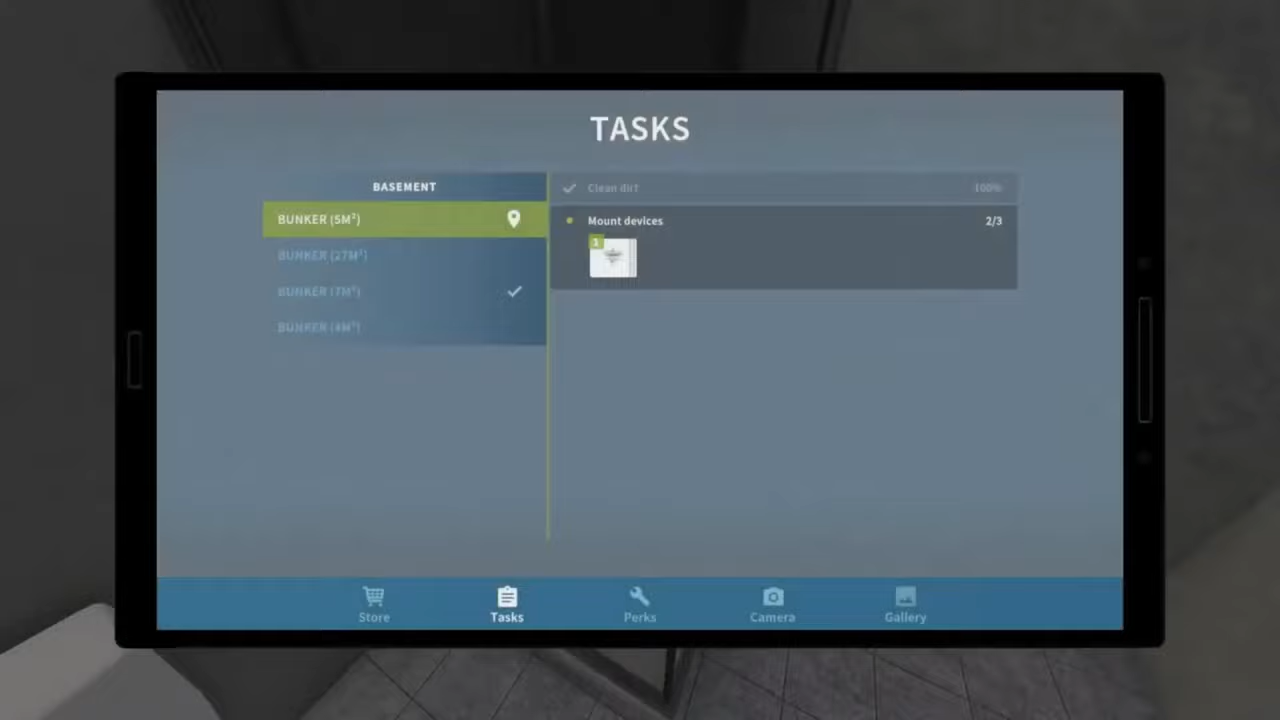 TASKS
BASEMENT
BUNKER (5M²)
BUNKER (27M²)
BUNKER (7M²)
BUNKER (4M²)
Clean dirt 100%
Mount devices 2/3
1
Store Tasks Perks Camera Gallery